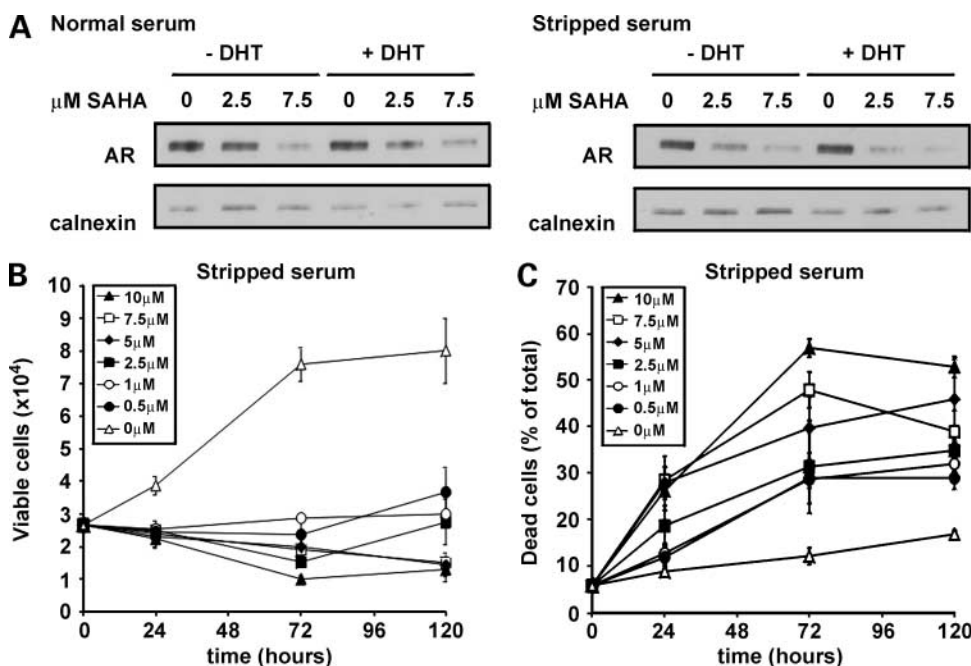 A
Normal serum
- DHT + DHT
μM SAHA 0 2.5 7.5 0 2.5 7.5
AR
calnexin
Stripped serum
- DHT + DHT
μM SAHA 0 2.5 7.5 0 2.5 7.5
AR
calnexin
B Stripped serum
Viable cells (x10⁴)
10
9
8
7
6
5
4
3
2
1
0
10μM
7.5μM
5μM
2.5μM
1μM
0.5μM
0μM
0 24 72 96 120
time (hours)
C Stripped serum
Dead cells (% of total)
70
60
50
40
30
20
10
0
10μM
7.5μM
5μM
2.5μM
1μM
0.5μM
0μM
0 24 48 72 96 120
time (hours)